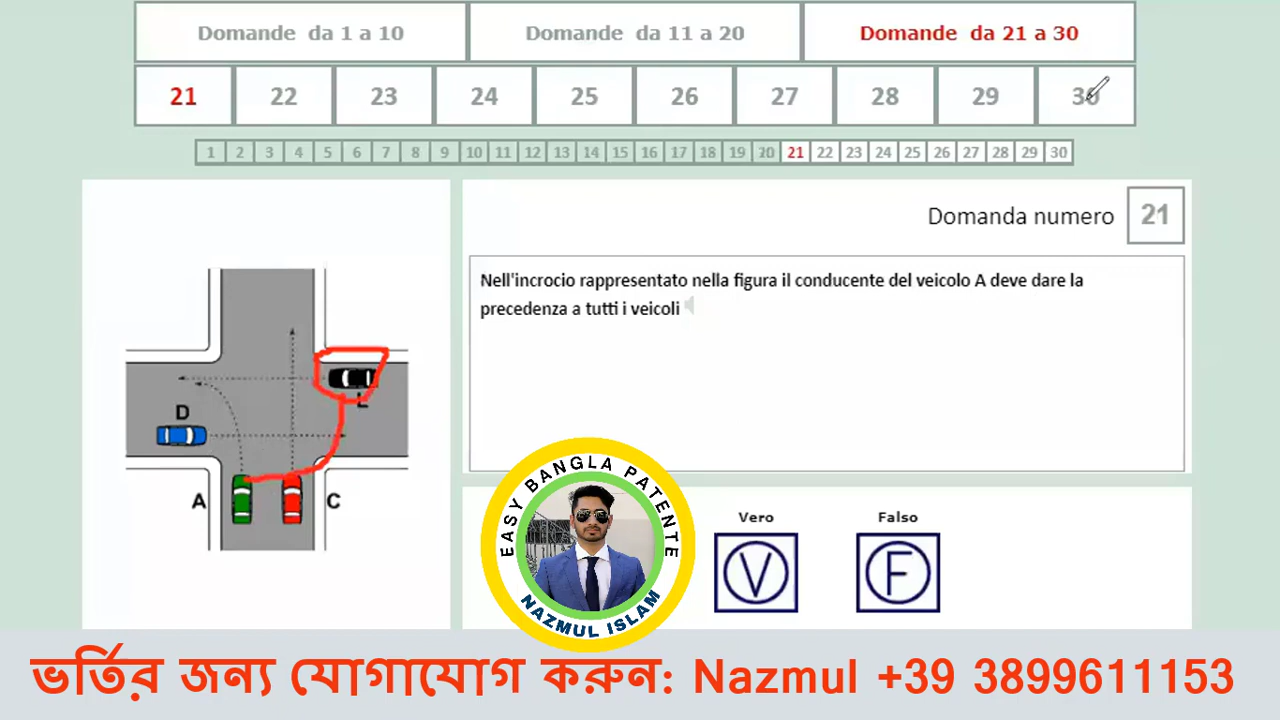 Domande da 1 a 10 Domande da 11 a 20 Domande da 21 a 30
21 22 23 24 25 26 27 28 29 30
1 2 3 4 5 6 7 8 9 10 11 12 13 14 15 16 17 18 19 20 21 22 23 24 25 26 27 28 29 30
Domanda numero 21
Nell'incrocio rappresentato nella figura il conducente del veicolo A deve dare la
precedenza a tutti i veicoli
D
E
A
C
EASY BANGLA PATENTE
NAZMUL ISLAM
Vero Falso
V F
ভর্তির জন্য যোগাযোগ করুন: Nazmul +39 3899611153